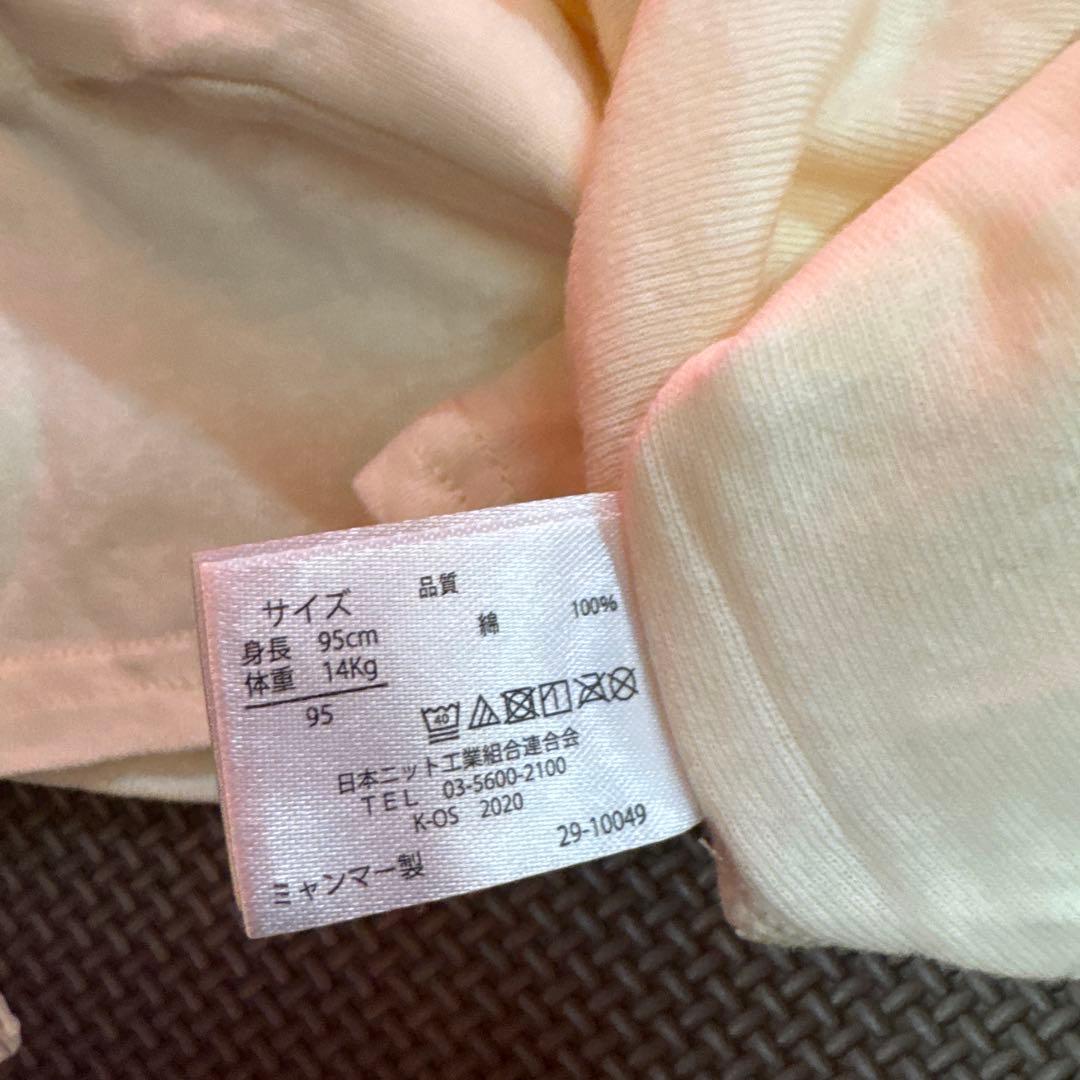 サイズ
身長 95cm
体重 14Kg
95
品質
綿 100%
40
日本ニット工業組合連合会
TEL 03-5600-2100
K-OS 2020
29-10049
ミャンマー製